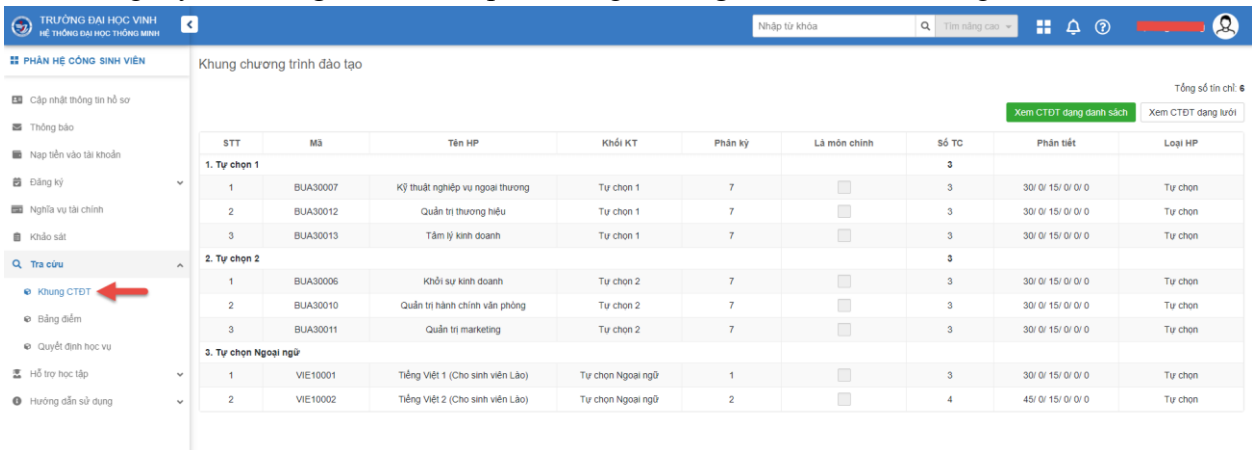 TRƯỜNG ĐẠI HỌC VINH
HỆ THỐNG ĐẠI HỌC THÔNG MINH
Nhập từ khóa
Tìm nâng cao
PHÂN HỆ CỔNG SINH VIÊN
Khung chương trình đào tạo
Tổng số tín chỉ: 6
Xem CTĐT dạng danh sách Xem CTĐT dạng lưới
Cập nhật thông tin hồ sơ
Thông báo
Nạp tiền vào tài khoản
Đăng ký
Nghĩa vụ tài chính
Khảo sát
Tra cứu
Khung CTĐT
Bảng điểm
Quyết định học vụ
Hỗ trợ học tập
Hướng dẫn sử dụng
STT Mã Tên HP Khối KT Phân kỳ Là môn chính Số TC Phân tiết Loại HP
1. Tự chọn 1 3
1 BUA30007 Kỹ thuật nghiệp vụ ngoại thương Tự chọn 1 7 3 30/ 0/ 15/ 0/ 0/ 0 Tự chọn
2 BUA30012 Quản trị thương hiệu Tự chọn 1 7 3 30/ 0/ 15/ 0/ 0/ 0 Tự chọn
3 BUA30013 Tâm lý kinh doanh Tự chọn 1 7 3 30/ 0/ 15/ 0/ 0/ 0 Tự chọn
2. Tự chọn 2 3
1 BUA30006 Khởi sự kinh doanh Tự chọn 2 7 3 30/ 0/ 15/ 0/ 0/ 0 Tự chọn
2 BUA30010 Quản trị hành chính văn phòng Tự chọn 2 7 3 30/ 0/ 15/ 0/ 0/ 0 Tự chọn
3 BUA30011 Quản trị marketing Tự chọn 2 7 3 30/ 0/ 15/ 0/ 0/ 0 Tự chọn
3. Tự chọn Ngoại ngữ
1 VIE10001 Tiếng Việt 1 (Cho sinh viên Lào) Tự chọn Ngoại ngữ 1 3 30/ 0/ 15/ 0/ 0/ 0 Tự chọn
2 VIE10002 Tiếng Việt 2 (Cho sinh viên Lào) Tự chọn Ngoại ngữ 2 4 45/ 0/ 15/ 0/ 0/ 0 Tự chọn